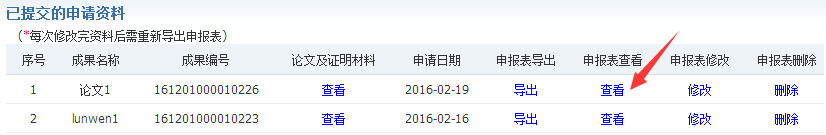 已提交的申请资料
（*每次修改完资料后需重新导出申报表）
序号 成果名称 成果编号 论文及证明材料 申请日期 申报表导出 申报表查看 申报表修改 申报表删除
1 论文1 161201000010226 查看 2016-02-19 导出 查看 修改 删除
2 lunwen1 161201000010223 查看 2016-02-16 导出 查看 修改 删除